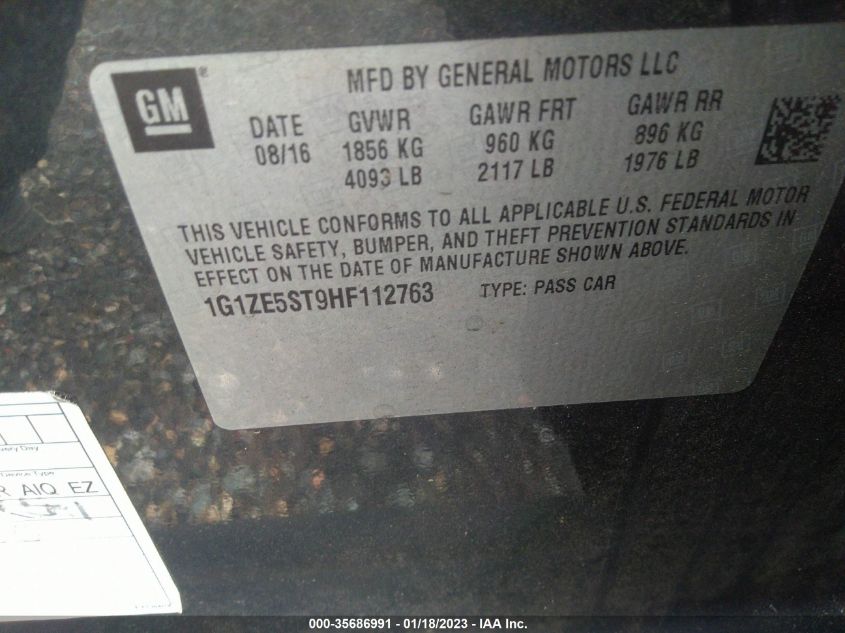 GM ®
MFD BY GENERAL MOTORS LLC
DATE GVWR GAWR FRT GAWR RR
08/16 1856 KG 960 KG 896 KG
4093 LB 2117 LB 1976 LB
THIS VEHICLE CONFORMS TO ALL APPLICABLE U.S. FEDERAL MOTOR
VEHICLE SAFETY, BUMPER, AND THEFT PREVENTION STANDARDS IN
EFFECT ON THE DATE OF MANUFACTURE SHOWN ABOVE.
1G1ZE5ST9HF112763 TYPE: PASS CAR
Day
Device Type
R AIQ EZ
000-35686991 - 01/18/2023 - IAA Inc.